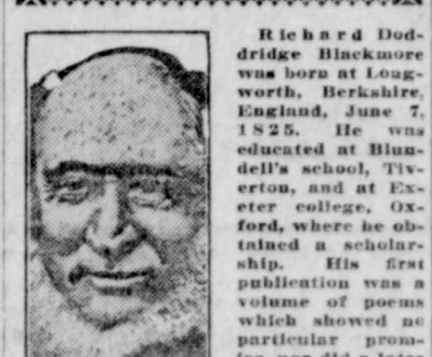 Richard Dod-
dridge Blackmore
was born at Long-
worth, Berkshire,
England, June 7,
1825. He was
educated at Blun-
dell's school, Tiv-
erton, and at Ex-
eter college, Ox-
ford, where he ob-
tained a scholar-
ship. His first
publication was a
volume of poems
which showed no
particular prom-